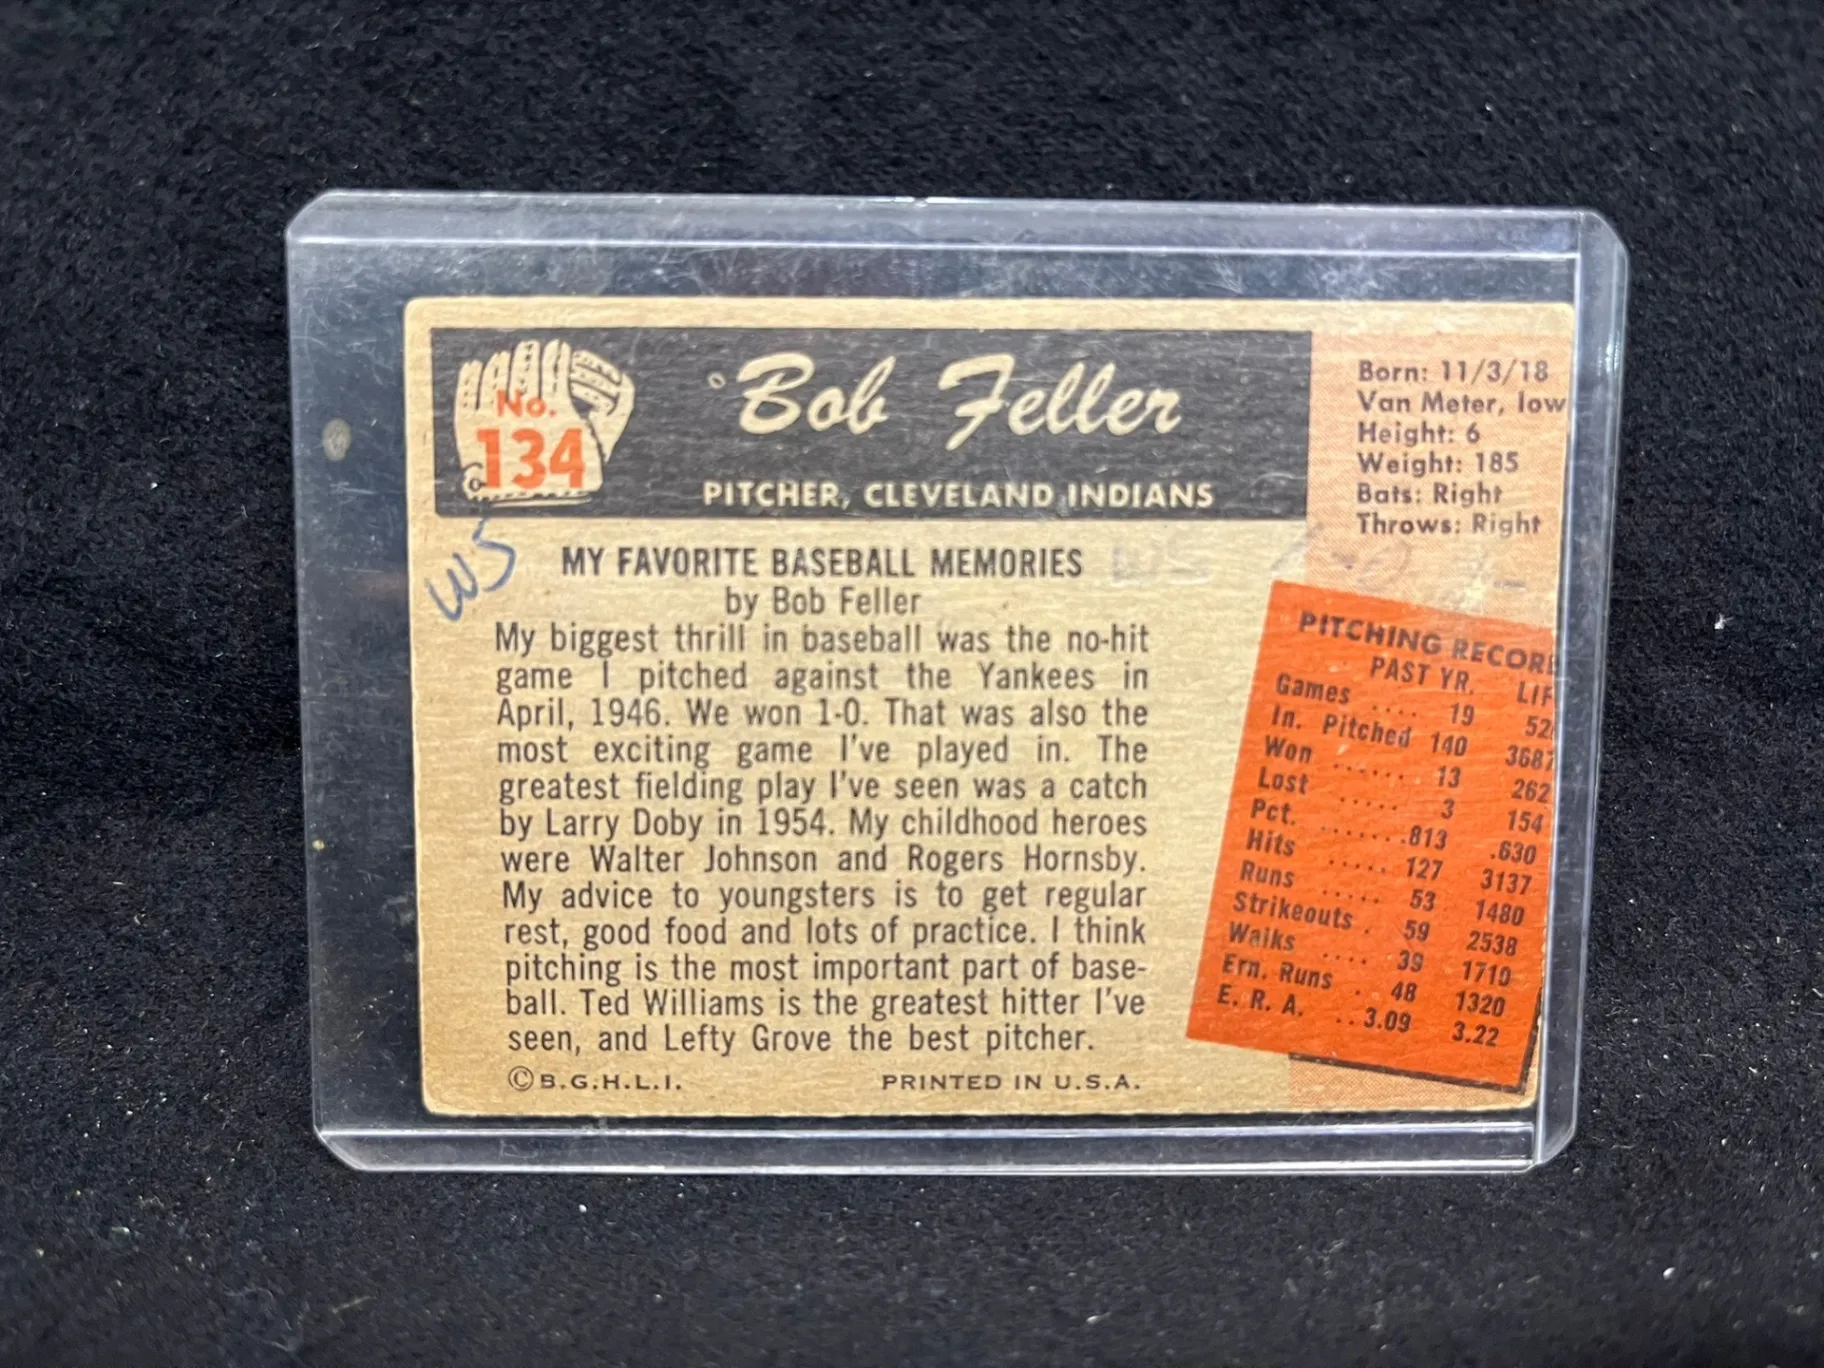 No.
134
Bob Feller
PITCHER, CLEVELAND INDIANS
Born: 11/3/18
Van Meter, Iow
Height: 6
Weight: 185
Bats: Right
Throws: Right
WS
MY FAVORITE BASEBALL MEMORIES
by Bob Feller
My biggest thrill in baseball was the no-hit
game I pitched against the Yankees in
April, 1946. We won 1-0. That was also the
most exciting game I've played in. The
greatest fielding play I've seen was a catch
by Larry Doby in 1954. My childhood heroes
were Walter Johnson and Rogers Hornsby.
My advice to youngsters is to get regular
rest, good food and lots of practice. I think
pitching is the most important part of base-
ball. Ted Williams is the greatest hitter I've
seen, and Lefty Grove the best pitcher.
© B.G.H.L.I. PRINTED IN U.S.A.
WS
PITCHING RECOR
PAST YR. LIF
Games .... 19 52
In. Pitched 140 3687
Won ...... 13 262
Lost ..... 3 154
Pct. .......813 .630
Hits ..... 127 3137
Runs ..... 53 1480
Strikeouts . 59 2538
Walks .... 39 1710
Ern. Runs . 48 1320
E. R. A. ..3.09 3.22